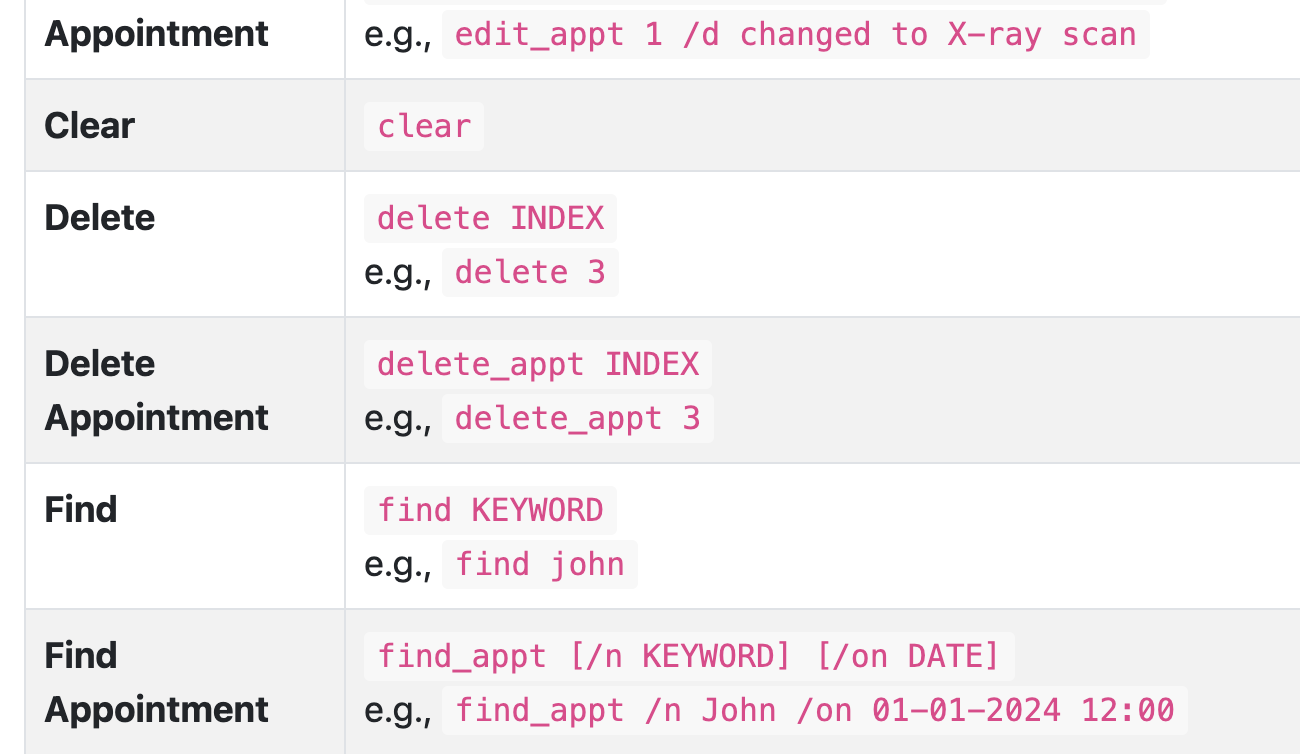 Appointment
e.g., edit_appt 1 /d changed to X-ray scan
Clear
clear
Delete
delete INDEX
e.g., delete 3
Delete
Appointment
delete_appt INDEX
e.g., delete_appt 3
Find
find KEYWORD
e.g., find john
Find
Appointment
find_appt [/n KEYWORD] [/on DATE]
e.g., find_appt /n John /on 01-01-2024 12:00